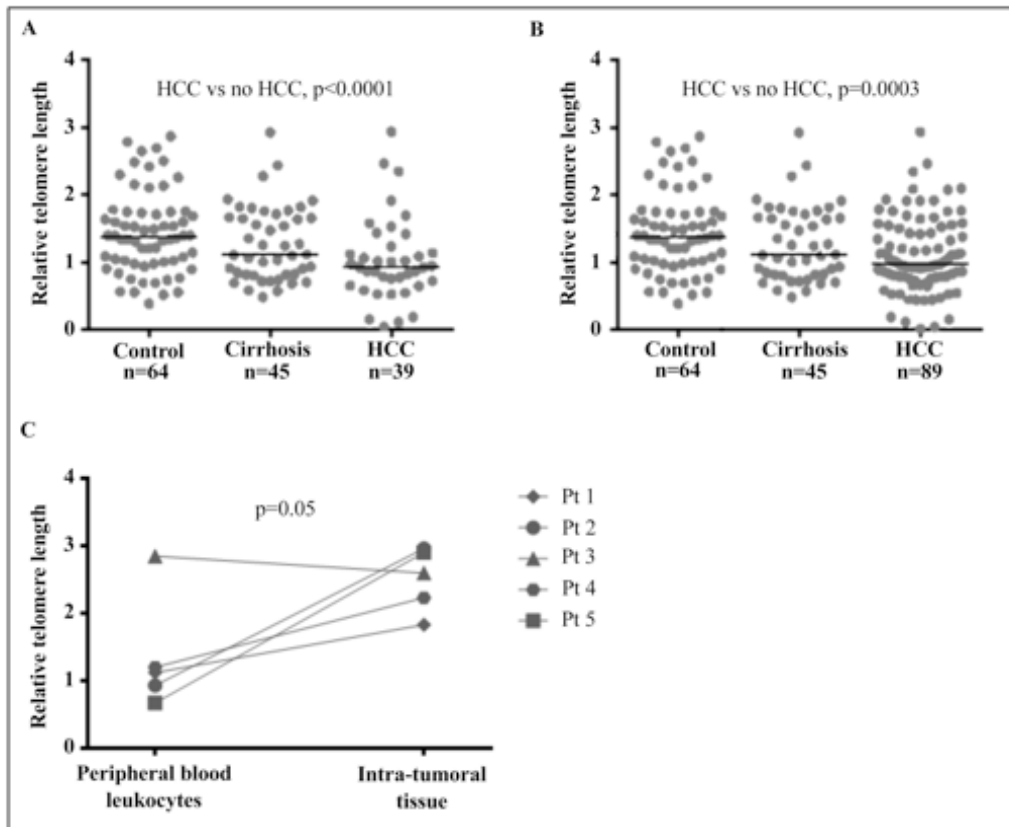 A
HCC vs no HCC, p<0.0001
Relative telomere length
4
3
2
1
0
Control
n=64
Cirrhosis
n=45
HCC
n=39
B
HCC vs no HCC, p=0.0003
Relative telomere length
4
3
2
1
0
Control
n=64
Cirrhosis
n=45
HCC
n=89
C
p=0.05
Relative telomere length
4
3
2
1
0
Peripheral blood
leukocytes
Intra-tumoral
tissue
Pt 1
Pt 2
Pt 3
Pt 4
Pt 5